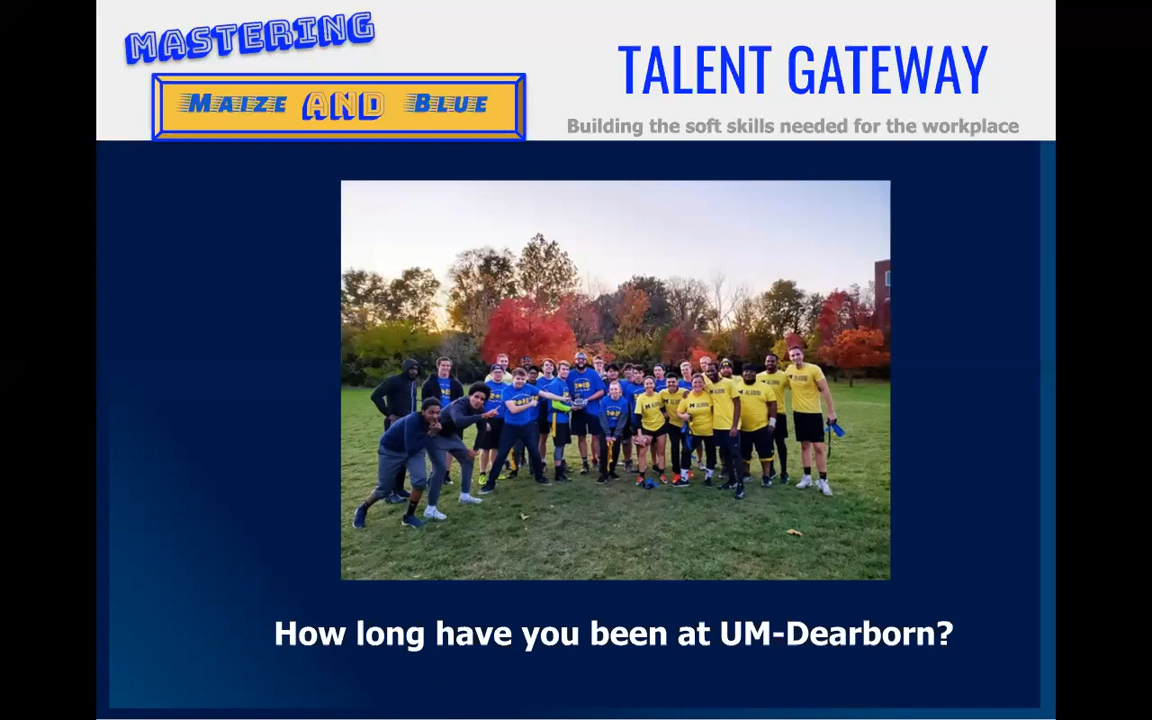 MASTERING
MAIZE AND BLUE
TALENT GATEWAY
Building the soft skills needed for the workplace
How long have you been at UM-Dearborn?